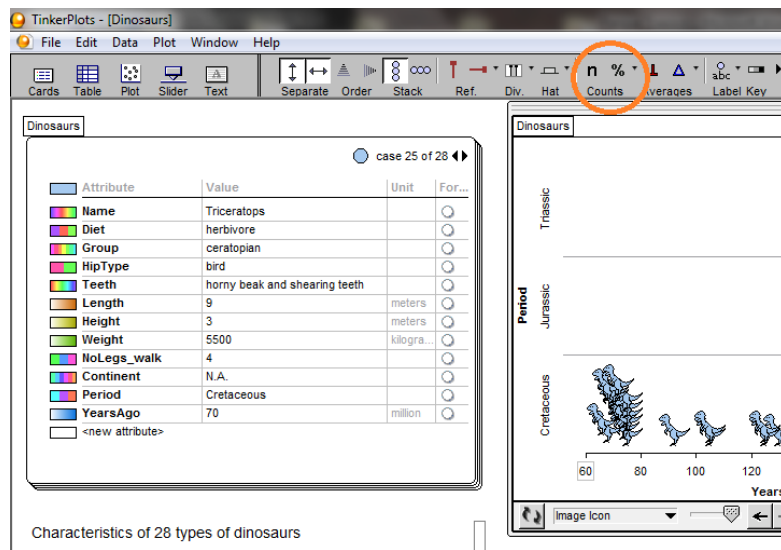 TinkerPlots - [Dinosaurs]
File Edit Data Plot Window Help
n %
abc
Cards Table Plot Slider Text Separate Order Stack Ref. Div. Hat Counts Averages Label Key
Dinosaurs
case 25 of 28
Attribute Value Unit For...
Name Triceratops
Diet herbivore
Group ceratopian
HipType bird
Teeth horny beak and shearing teeth
Length 9 meters
Height 3 meters
Weight 5500 kilogra...
NoLegs_walk 4
Continent N.A.
Period Cretaceous
YearsAgo 70 million
<new attribute>
Characteristics of 28 types of dinosaurs
Dinosaurs
Triassic
Jurassic
Cretaceous
Period
60 80 100 120
Years
Image Icon